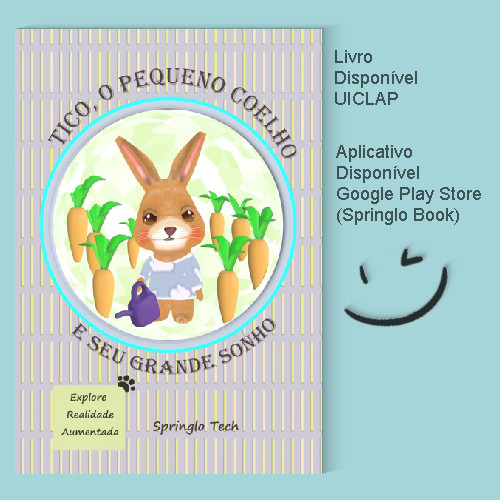 TICO, O PEQUENO COELHO
E SEU GRANDE SONHO
Explore
Realidade
Aumentada
Springlo Tech
Livro
Disponível
UICLAP
Aplicativo
Disponível
Google Play Store
(Springlo Book)